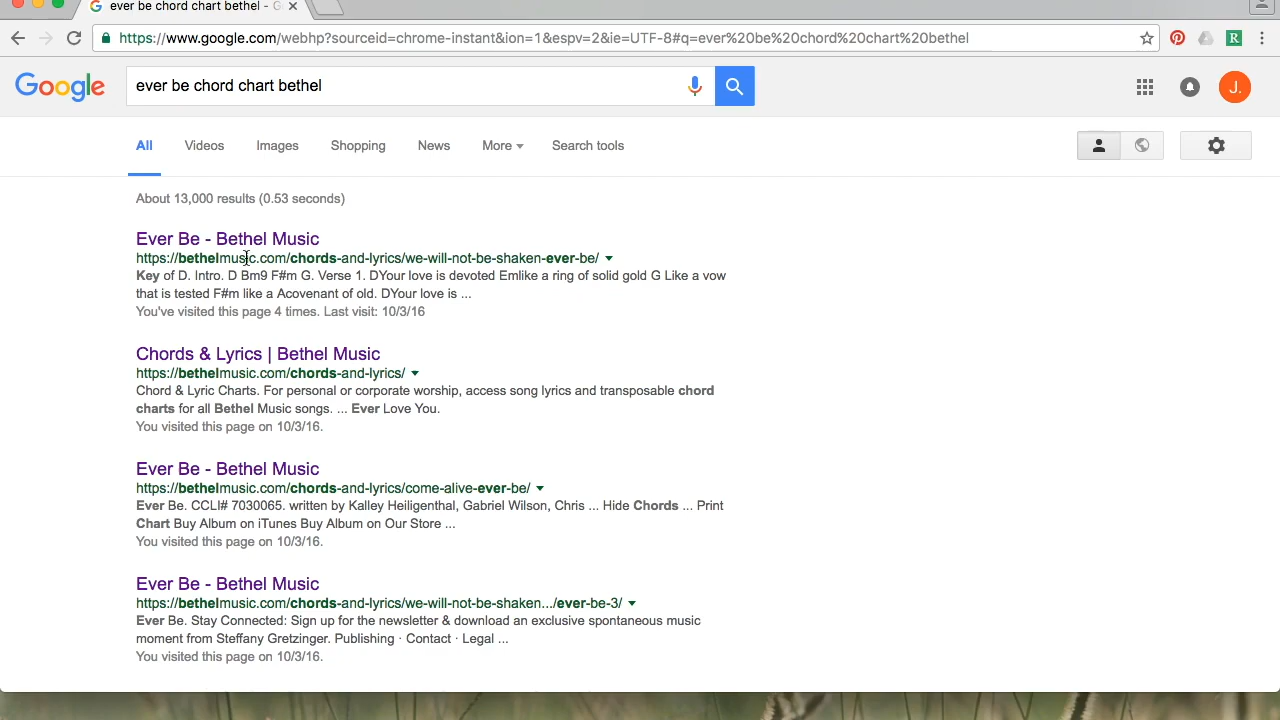 ever be chord chart bethel - G
https://www.google.com/webhp?sourceid=chrome-instant&ion=1&espv=2&ie=UTF-8#q=ever%20be%20chord%20chart%20bethel
R
Google
ever be chord chart bethel
J.
All Videos Images Shopping News More Search tools
About 13,000 results (0.53 seconds)
Ever Be - Bethel Music
https://bethelmusic.com/chords-and-lyrics/we-will-not-be-shaken-ever-be/
Key of D. Intro. D Bm9 F#m G. Verse 1. DYour love is devoted Emlike a ring of solid gold G Like a vow
that is tested F#m like a Acovenant of old. DYour love is ...
You've visited this page 4 times. Last visit: 10/3/16
Chords & Lyrics | Bethel Music
https://bethelmusic.com/chords-and-lyrics/
Chord & Lyric Charts. For personal or corporate worship, access song lyrics and transposable chord
charts for all Bethel Music songs. ... Ever Love You.
You visited this page on 10/3/16.
Ever Be - Bethel Music
https://bethelmusic.com/chords-and-lyrics/come-alive-ever-be/
Ever Be. CCLI# 7030065. written by Kalley Heiligenthal, Gabriel Wilson, Chris ... Hide Chords ... Print
Chart Buy Album on iTunes Buy Album on Our Store ...
You visited this page on 10/3/16.
Ever Be - Bethel Music
https://bethelmusic.com/chords-and-lyrics/we-will-not-be-shaken.../ever-be-3/
Ever Be. Stay Connected: Sign up for the newsletter & download an exclusive spontaneous music
moment from Steffany Gretzinger. Publishing · Contact · Legal ...
You visited this page on 10/3/16.